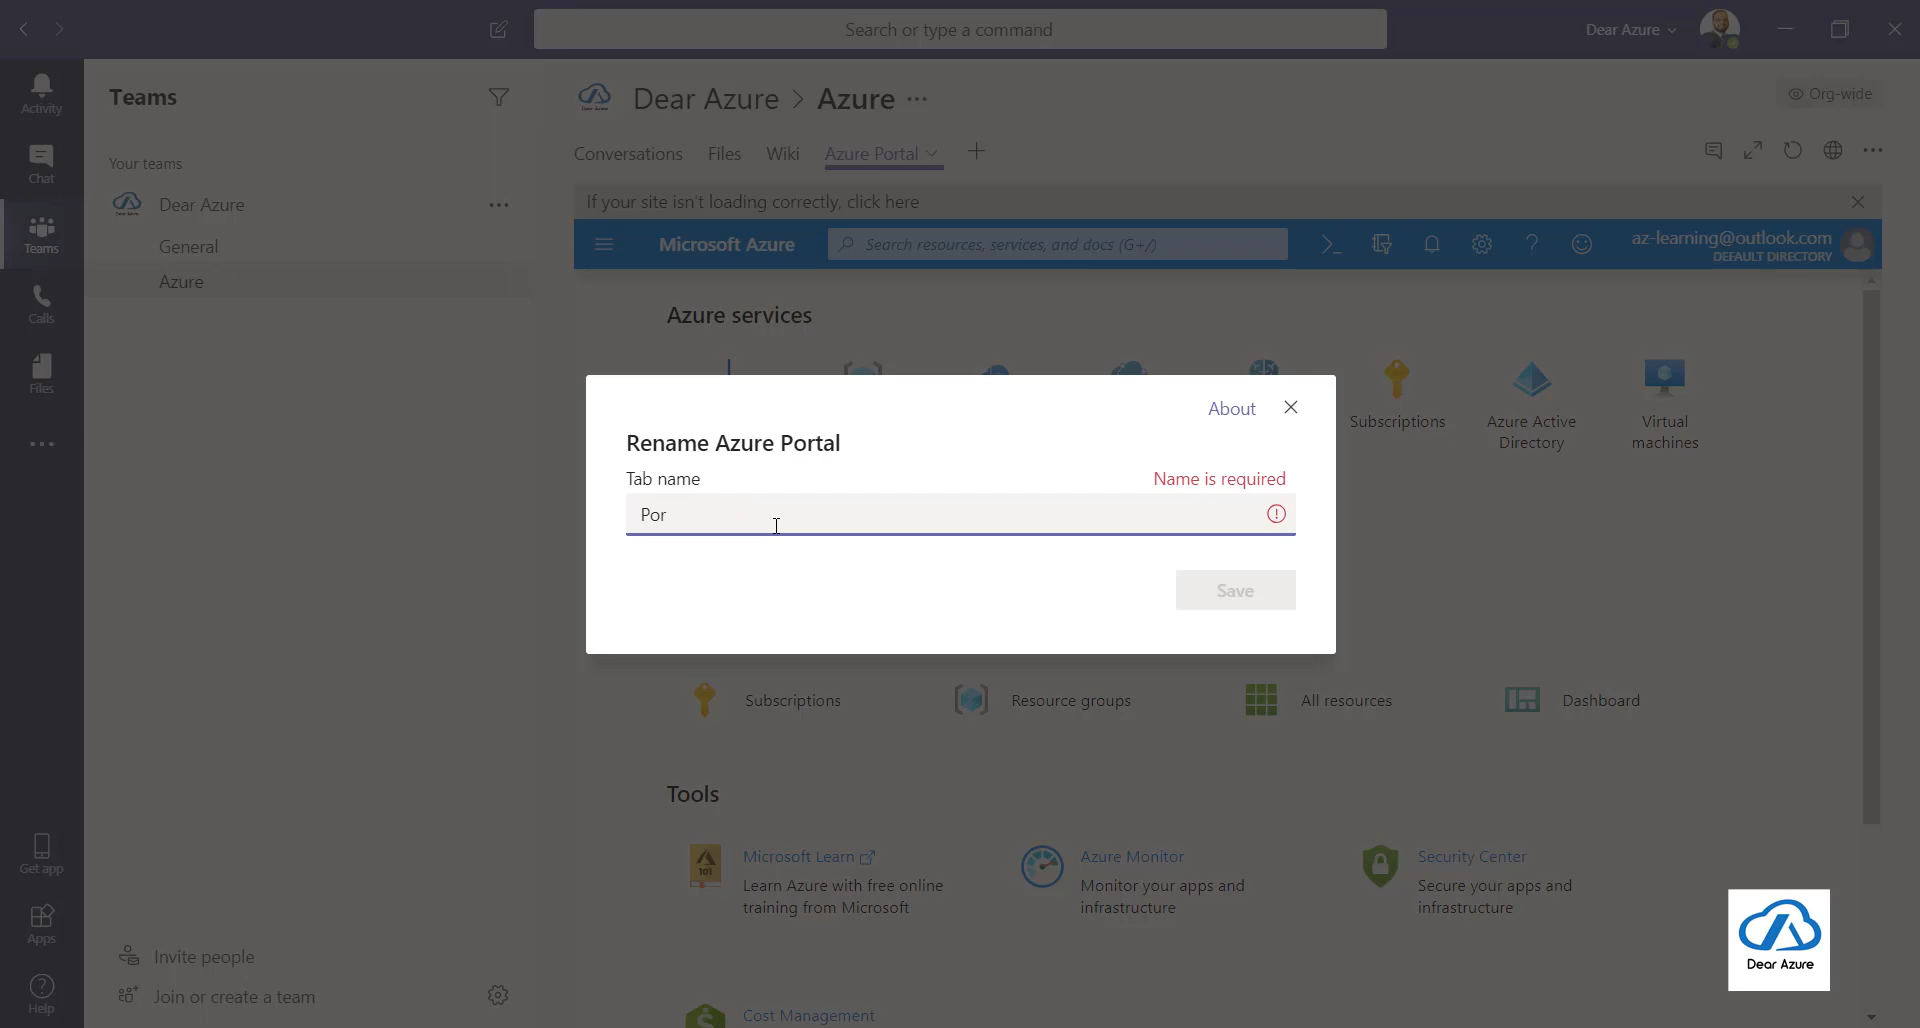 Search or type a command
Dear Azure
Activity
Chat
Teams
Calls
Files
Get app
Apps
Help
Teams
Your teams
Dear Azure
General
Azure
Invite people
Join or create a team
Dear Azure > Azure
Org-wide
Conversations Files Wiki Azure Portal
If your site isn't loading correctly, click here
Microsoft Azure
Search resources, services, and docs (G+/)
az-learning@outlook.com
DEFAULT DIRECTORY
Azure services
Subscriptions
Azure Active
Directory
Virtual
machines
About
Rename Azure Portal
Tab name
Name is required
Por
Save
Subscriptions
Resource groups
All resources
Dashboard
Tools
Microsoft Learn
Learn Azure with free online
training from Microsoft
101
Azure Monitor
Monitor your apps and
infrastructure
Security Center
Secure your apps and
infrastructure
Cost Management
Dear Azure